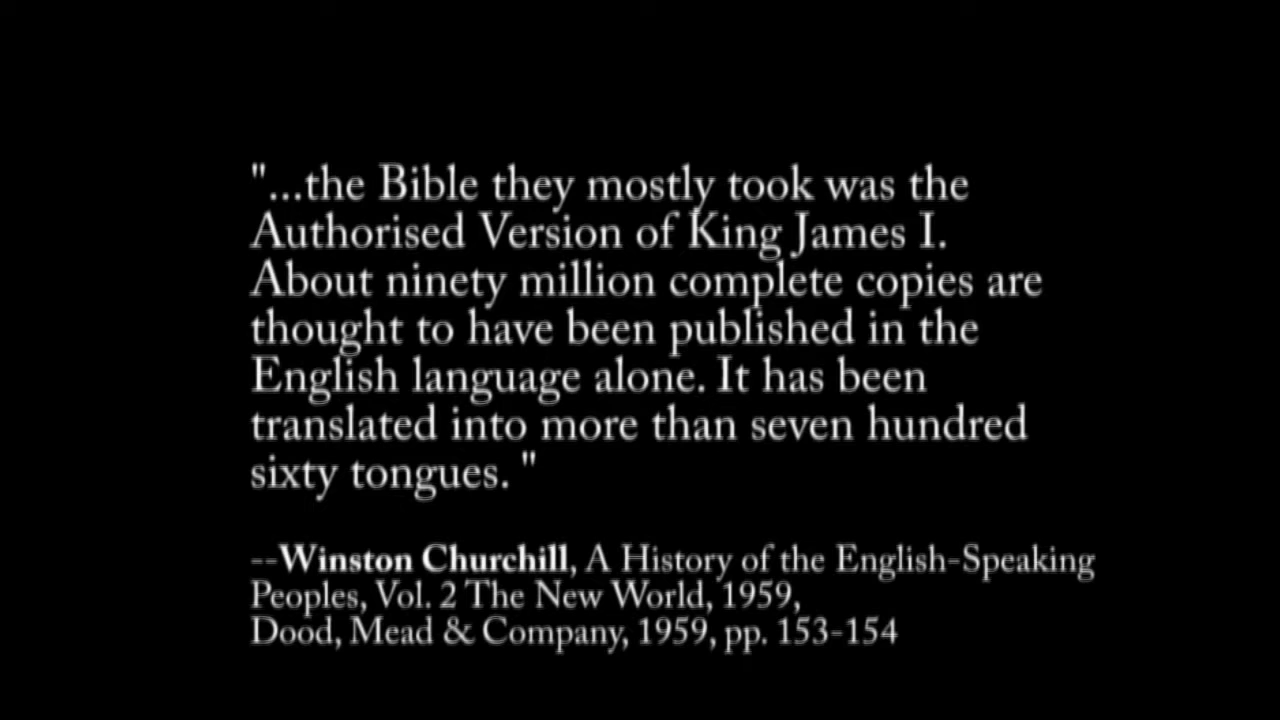 "...the Bible they mostly took was the
Authorised Version of King James I.
About ninety million complete copies are
thought to have been published in the
English language alone. It has been
translated into more than seven hundred
sixty tongues. "
--Winston Churchill, A History of the English-Speaking
Peoples, Vol. 2 The New World, 1959,
Dood, Mead & Company, 1959, pp. 153-154